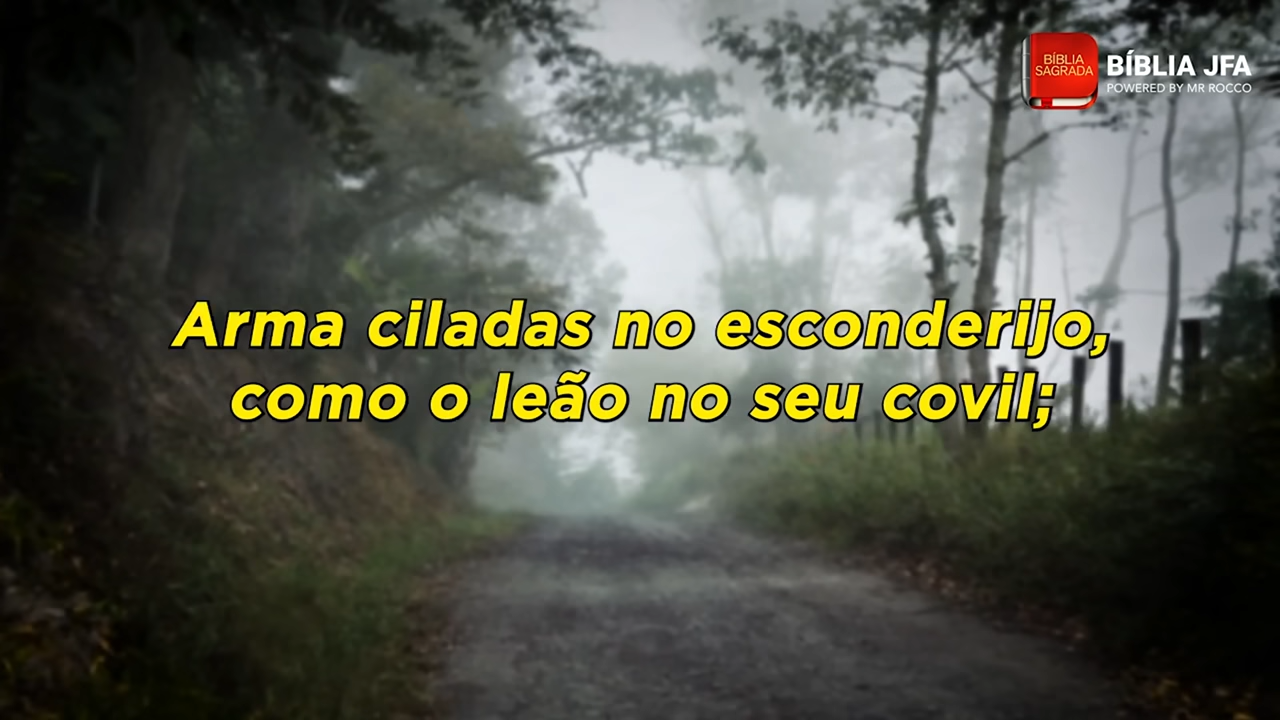 BÍBLIA
SAGRADA
BÍBLIA JFA
POWERED BY MR ROCCO
Arma ciladas no esconderijo,
como o leão no seu covil;